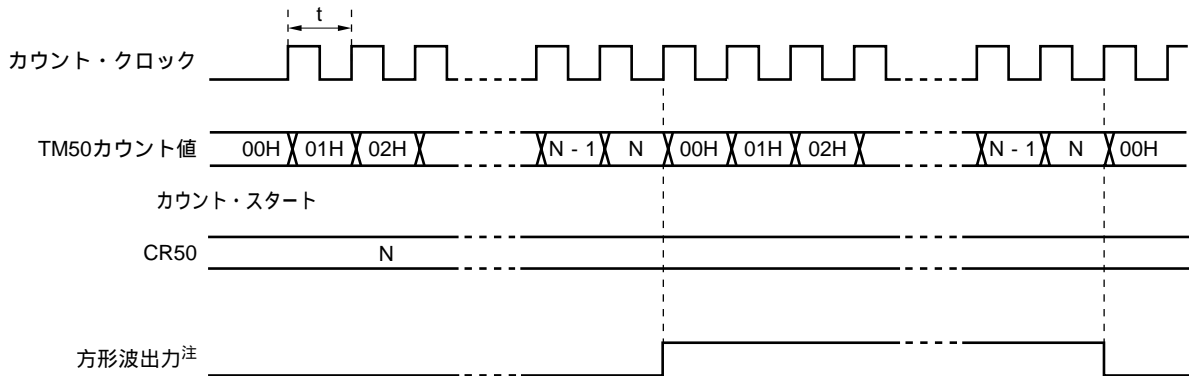 t
カウント・クロック
TM50カウント値 00H 01H 02H N - 1 N 00H 01H 02H N - 1 N 00H
カウント・スタート
CR50 N
方形波出力注